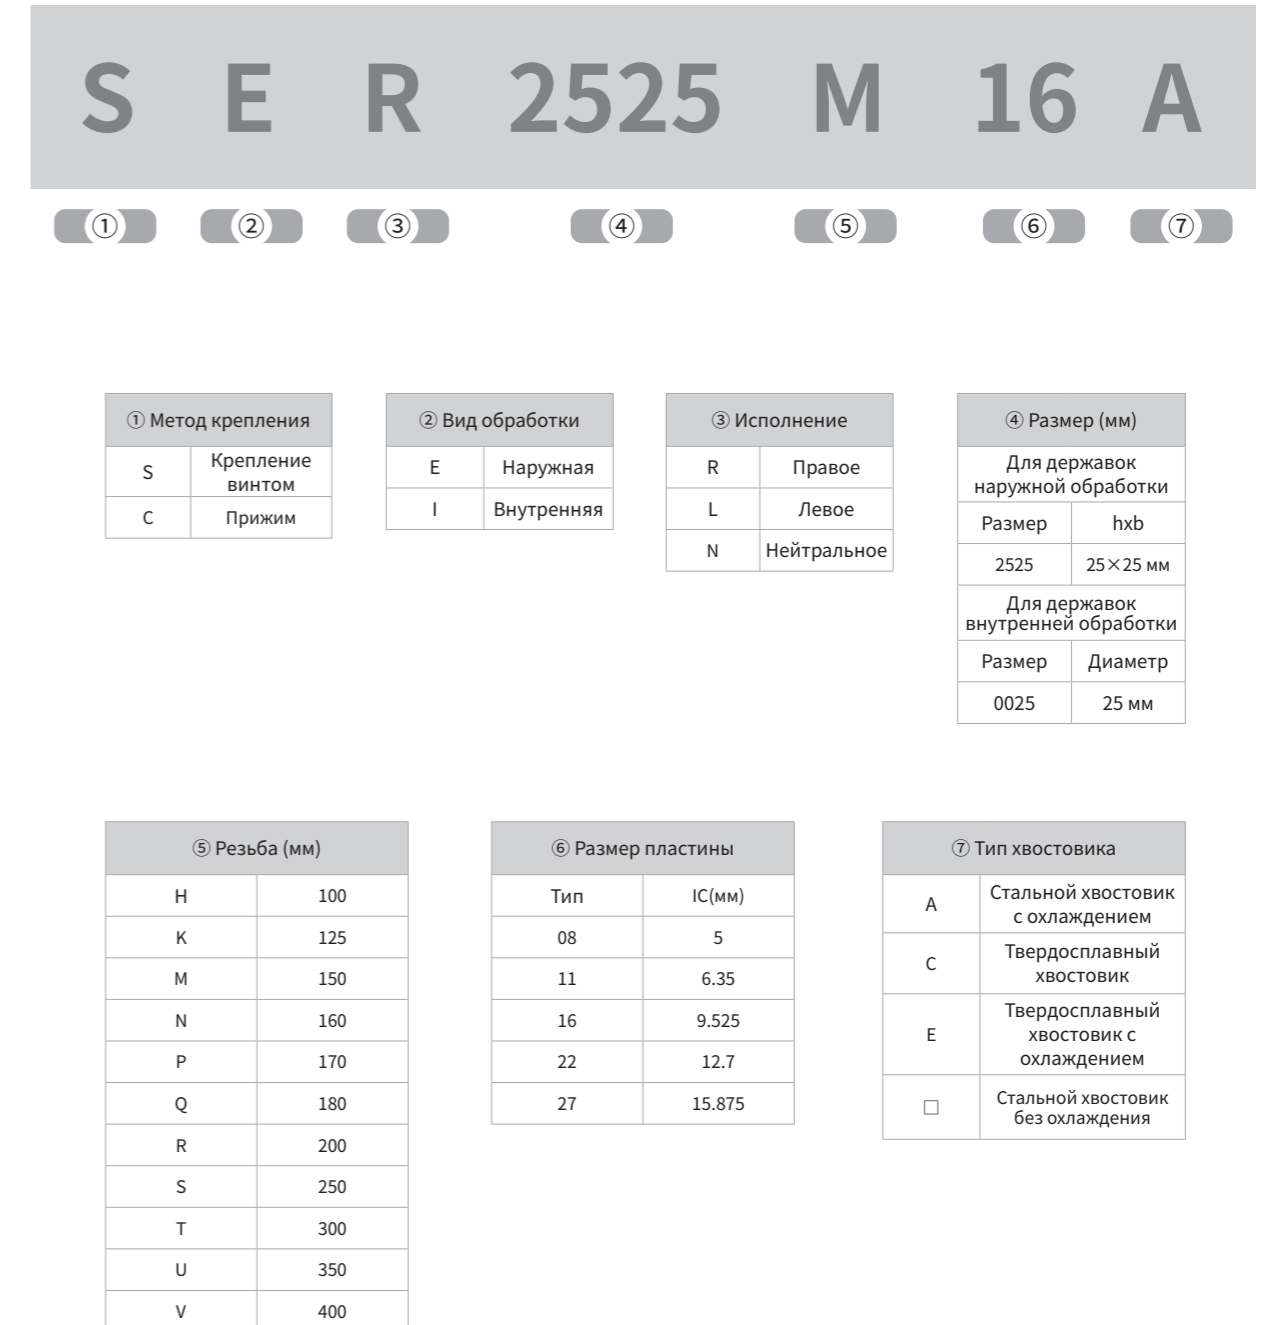 S E R 2525 M 16 A
① ② ③ ④ ⑤ ⑥ ⑦
① Метод крепления
S Крепление
винтом
C Прижим
② Вид обработки
E Наружная
I Внутренняя
③ Исполнение
R Правое
L Левое
N Нейтральное
④ Размер (мм)
Для державок
наружной обработки
Размер hxb
2525 25×25 мм
Для державок
внутренней обработки
Размер Диаметр
0025 25 мм
⑤ Резьба (мм)
H 100
K 125
M 150
N 160
P 170
Q 180
R 200
S 250
T 300
U 350
V 400
⑥ Размер пластины
Тип IC(мм)
08 5
11 6.35
16 9.525
22 12.7
27 15.875
⑦ Тип хвостовика
A Стальной хвостовик
с охлаждением
C Твердосплавный
хвостовик
E Твердосплавный
хвостовик с
охлаждением
□ Стальной хвостовик
без охлаждения